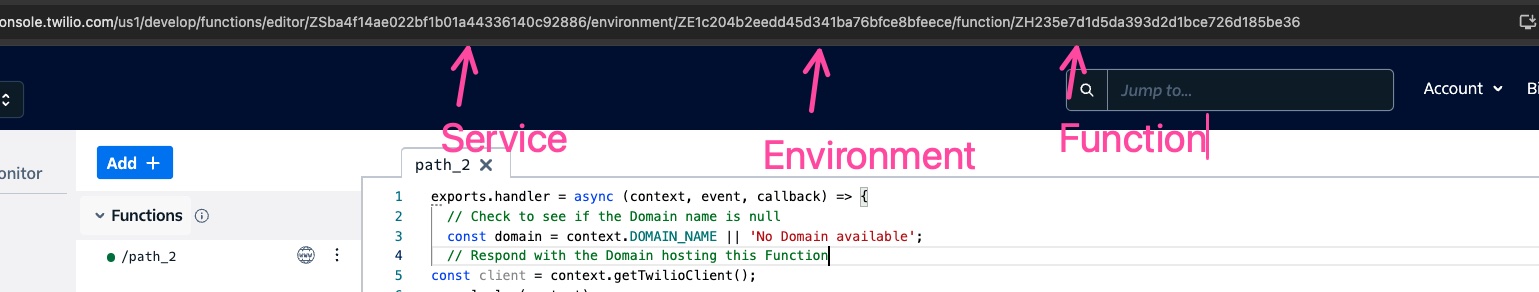 console.twilio.com/us1/develop/functions/editor/ZSba4f14ae022bf1b01a44336140c92886/environment/ZE1c204b2eedd45d341ba76bfce8bfeece/function/ZH235e7d1d5da393d2d1bce726d185be36
Jump to...
Account
Service
Environment
Function
onitor
Add +
path_2
Functions
/path_2
www
1 exports.handler = async (context, event, callback) => {
2 // Check to see if the Domain name is null
3 const domain = context.DOMAIN_NAME || 'No Domain available';
4 // Respond with the Domain hosting this Function
5 const client = context.getTwilioClient();